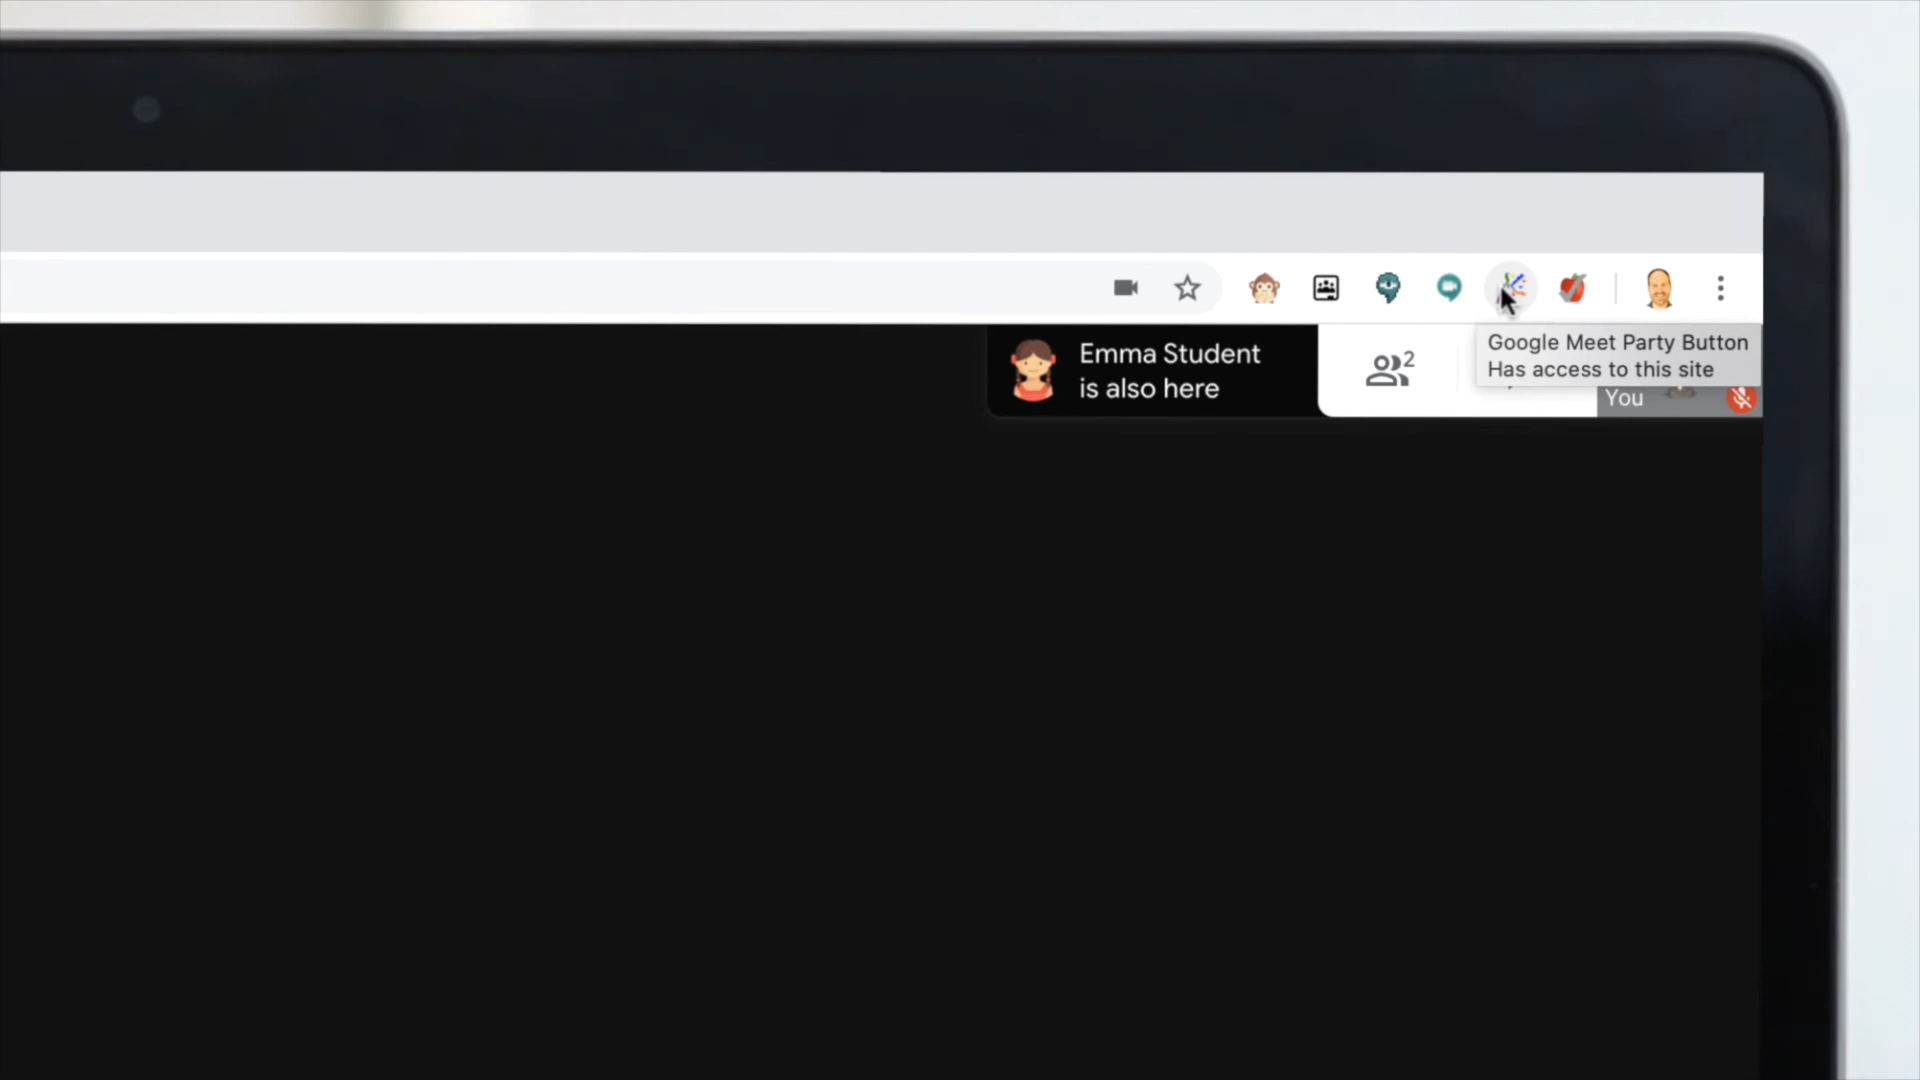 Emma Student
is also here
2
Google Meet Party Button
Has access to this site
You